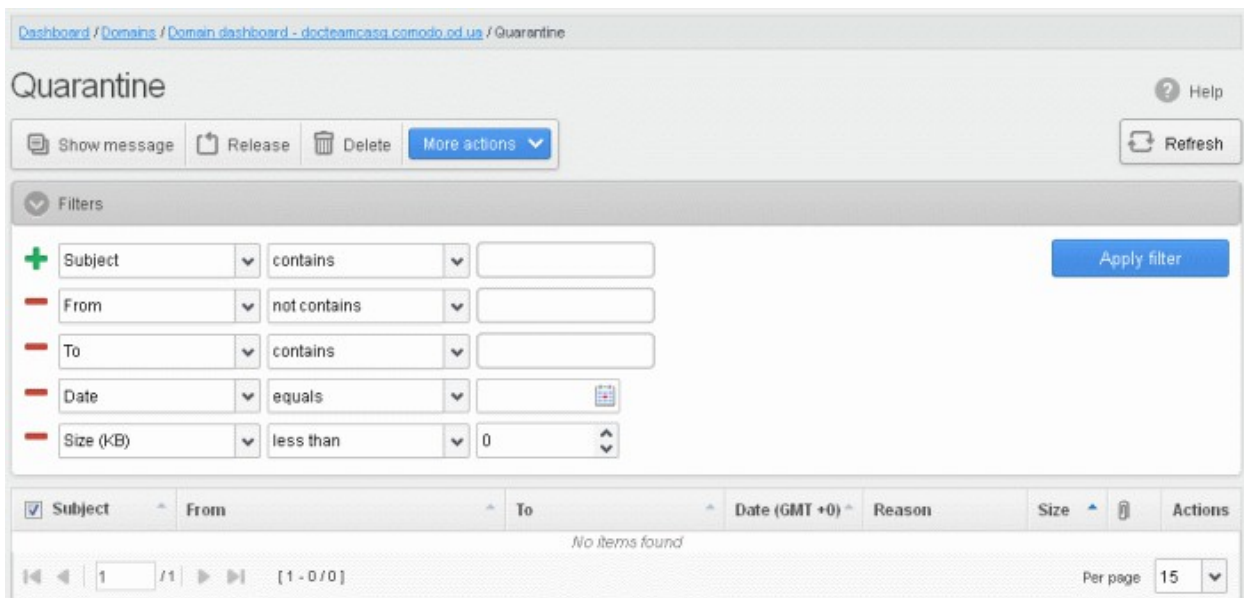 Dashboard / Domains / Domain dashboard - docteamcasg.comodo.od.ua / Quarantine
Quarantine
Help
Show message Release Delete More actions
Refresh
Filters
Subject contains
Apply filter
From not contains
To contains
Date equals
Size (KB) less than 0
Subject From To Date (GMT +0) Reason Size Actions
No items found
1 /1 [1 - 0 / 0] Per page 15